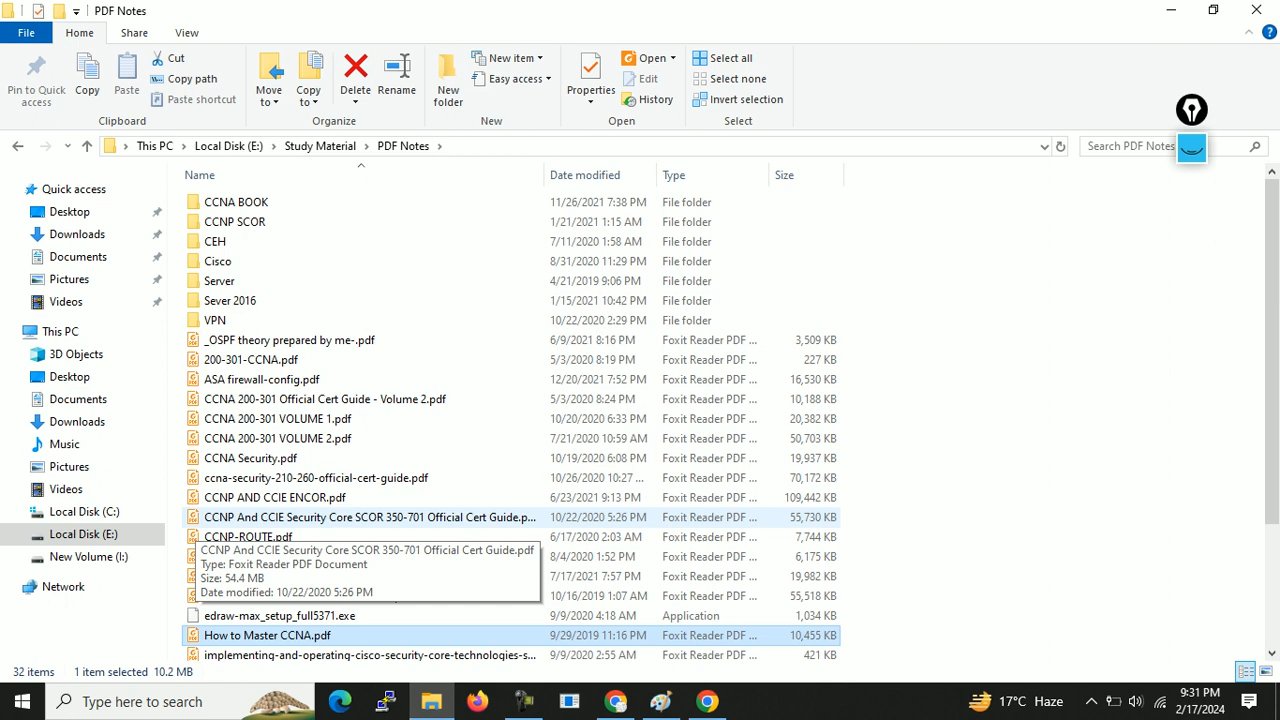 PDF Notes
File Home Share View
Pin to Quick access
Copy
Paste
Cut
Copy path
Paste shortcut
Clipboard
Move to
Copy to
Delete
Rename
Organize
New folder
New item
Easy access
New
Properties
Open
Edit
History
Open
Select all
Select none
Invert selection
Select
This PC Local Disk (E:) Study Material PDF Notes
Search PDF Notes
Name Date modified Type Size
Quick access
Desktop
Downloads
Documents
Pictures
Videos
This PC
3D Objects
Desktop
Documents
Downloads
Music
Pictures
Videos
Local Disk (C:)
Local Disk (E:)
New Volume (I:)
Network
CCNA BOOK 11/26/2021 7:38 PM File folder
CCNP SCOR 1/21/2021 1:15 AM File folder
CEH 7/11/2020 1:58 AM File folder
Cisco 8/31/2020 11:29 PM File folder
Server 4/21/2019 9:06 PM File folder
Sever 2016 1/15/2021 10:42 PM File folder
VPN 10/22/2020 2:29 PM File folder
_OSPF theory prepared by me-.pdf 6/9/2021 8:16 PM Foxit Reader PDF ... 3,509 KB
200-301-CCNA.pdf 5/3/2020 8:19 PM Foxit Reader PDF ... 227 KB
ASA firewall-config.pdf 12/20/2021 7:52 PM Foxit Reader PDF ... 16,530 KB
CCNA 200-301 Official Cert Guide - Volume 2.pdf 5/3/2020 8:24 PM Foxit Reader PDF ... 10,188 KB
CCNA 200-301 VOLUME 1.pdf 10/20/2020 6:33 PM Foxit Reader PDF ... 20,382 KB
CCNA 200-301 VOLUME 2.pdf 7/21/2020 10:59 AM Foxit Reader PDF ... 50,703 KB
CCNA Security.pdf 10/19/2020 6:08 PM Foxit Reader PDF ... 19,937 KB
ccna-security-210-260-official-cert-guide.pdf 10/26/2020 10:27 ... Foxit Reader PDF ... 70,172 KB
CCNP AND CCIE ENCOR.pdf 6/23/2021 9:13 PM Foxit Reader PDF ... 109,442 KB
CCNP And CCIE Security Core SCOR 350-701 Official Cert Guide.p... 10/22/2020 5:26 PM Foxit Reader PDF ... 55,730 KB
CCNP-ROUTE.pdf 6/17/2020 2:03 AM Foxit Reader PDF ... 7,744 KB
CCNP And CCIE Security Core SCOR 350-701 Official Cert Guide.pdf
Type: Foxit Reader PDF Document
Size: 54.4 MB
Date modified: 10/22/2020 5:26 PM
8/4/2020 1:52 PM Foxit Reader PDF ... 6,175 KB
7/17/2021 7:57 PM Foxit Reader PDF ... 19,982 KB
10/16/2019 1:07 AM Foxit Reader PDF ... 55,518 KB
edraw-max_setup_full5371.exe 9/9/2020 4:18 AM Application 1,034 KB
How to Master CCNA.pdf 9/29/2019 11:16 PM Foxit Reader PDF ... 10,455 KB
implementing-and-operating-cisco-security-core-technologies-s... 9/9/2020 2:55 AM Foxit Reader PDF ... 421 KB
32 items 1 item selected 10.2 MB
Type here to search
17°C Haze
9:31 PM
2/17/2024